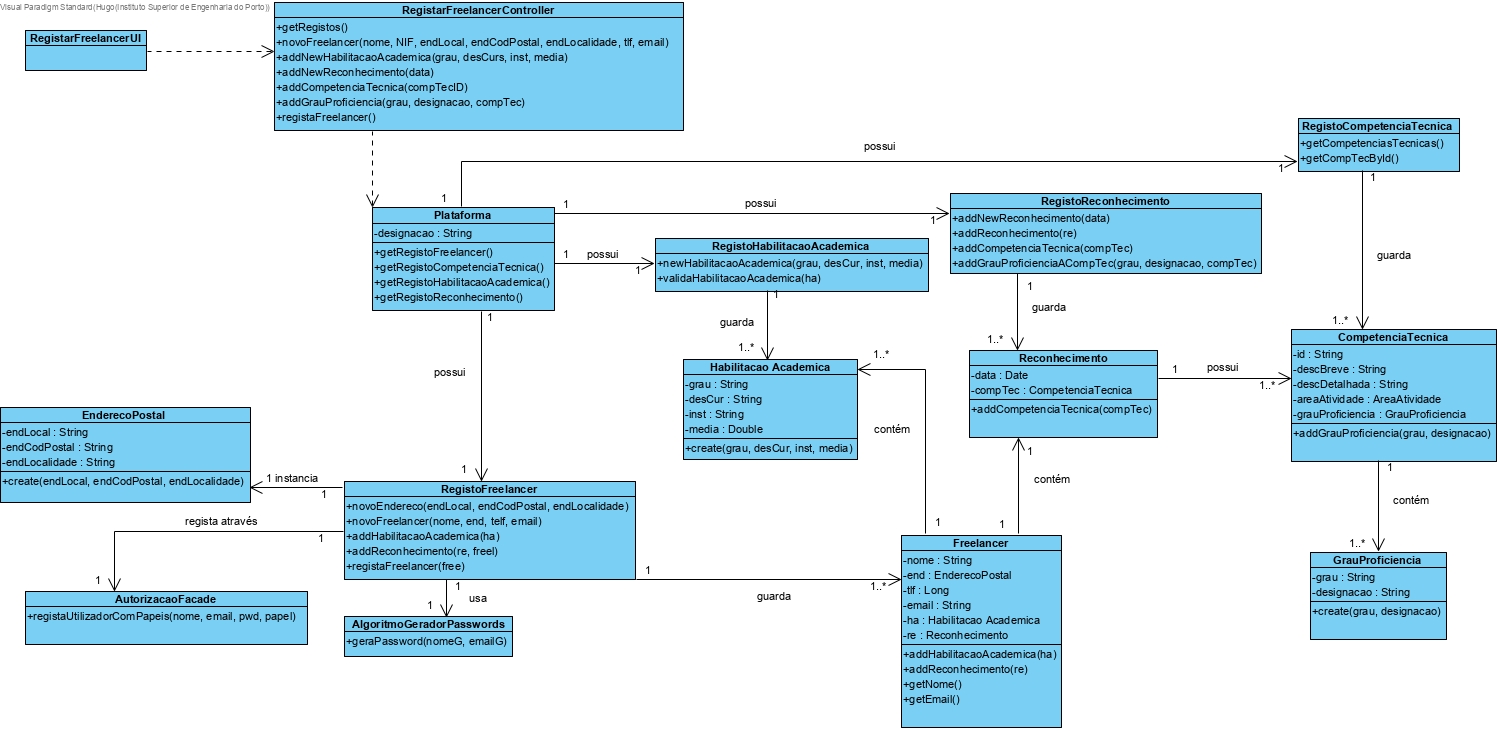 Visual Paradigm Standard(Hugo(Instituto Superior de Engenharia do Porto))
RegistarFreelancerUI
RegistarFreelancerController
+getRegistos()
+novoFreelancer(nome, NIF, endLocal, endCodPostal, endLocalidade, tlf, email)
+addNewHabilitacaoAcademica(grau, desCurs, inst, media)
+addNewReconhecimento(data)
+addCompetenciaTecnica(compTecID)
+addGrauProficiencia(grau, designacao, compTec)
+registaFreelancer()
RegistoCompetenciaTecnica
+getCompetenciasTecnicas()
+getCompTecById()
possui
1
1
1
Plataforma
-designacao : String
+getRegistoFreelancer()
+getRegistoCompetenciaTecnica()
+getRegistoHabilitacaoAcademica()
+getRegistoReconhecimento()
1
possui
1
RegistoReconhecimento
+addNewReconhecimento(data)
+addReconhecimento(re)
+addCompetenciaTecnica(compTec)
+addGrauProficienciaACompTec(grau, designacao, compTec)
1
possui
1
RegistoHabilitacaoAcademica
+newHabilitacaoAcademica(grau, desCur, inst, media)
+validaHabilitacaoAcademica(ha)
guarda
1..*
1
guarda
1..*
1
guarda
1..*
1
possui
1
Habilitacao Academica
-grau : String
-desCur : String
-inst : String
-media : Double
+create(grau, desCur, inst, media)
1..*
contém
1
Reconhecimento
-data : Date
-compTec : CompetenciaTecnica
+addCompetenciaTecnica(compTec)
1
possui
1..*
CompetenciaTecnica
-id : String
-descBreve : String
-descDetalhada : String
-areaAtividade : AreaAtividade
-grauProficiencia : GrauProficiencia
+addGrauProficiencia(grau, designacao)
1
contém
1
1
contém
1..*
EnderecoPostal
-endLocal : String
-endCodPostal : String
-endLocalidade : String
+create(endLocal, endCodPostal, endLocalidade)
1 instancia
1
RegistoFreelancer
+novoEndereco(endLocal, endCodPostal, endLocalidade)
+novoFreelancer(nome, end, telf, email)
+addHabilitacaoAcademica(ha)
+addReconhecimento(re, freel)
+registaFreelancer(free)
regista através
1
1
AutorizacaoFacade
+registaUtilizadorComPapeis(nome, email, pwd, papel)
1
usa
1
AlgoritmoGeradorPasswords
+geraPassword(nomeG, emailG)
1
guarda
1..*
Freelancer
-nome : String
-end : EnderecoPostal
-tlf : Long
-email : String
-ha : Habilitacao Academica
-re : Reconhecimento
+addHabilitacaoAcademica(ha)
+addReconhecimento(re)
+getNome()
+getEmail()
GrauProficiencia
-grau : String
-designacao : String
+create(grau, designacao)